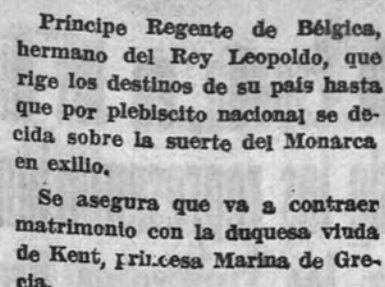 Príncipe Regente de Bélgica,
hermano del Rey Leopoldo, que
rige los destinos de su país hasta
que por plebiscito nacional se de-
cida sobre la suerte del Monarca
en exilio.
Se asegura que va a contraer
matrimonio con la duquesa viuda
de Kent, princesa Marina de Gre-
cia.